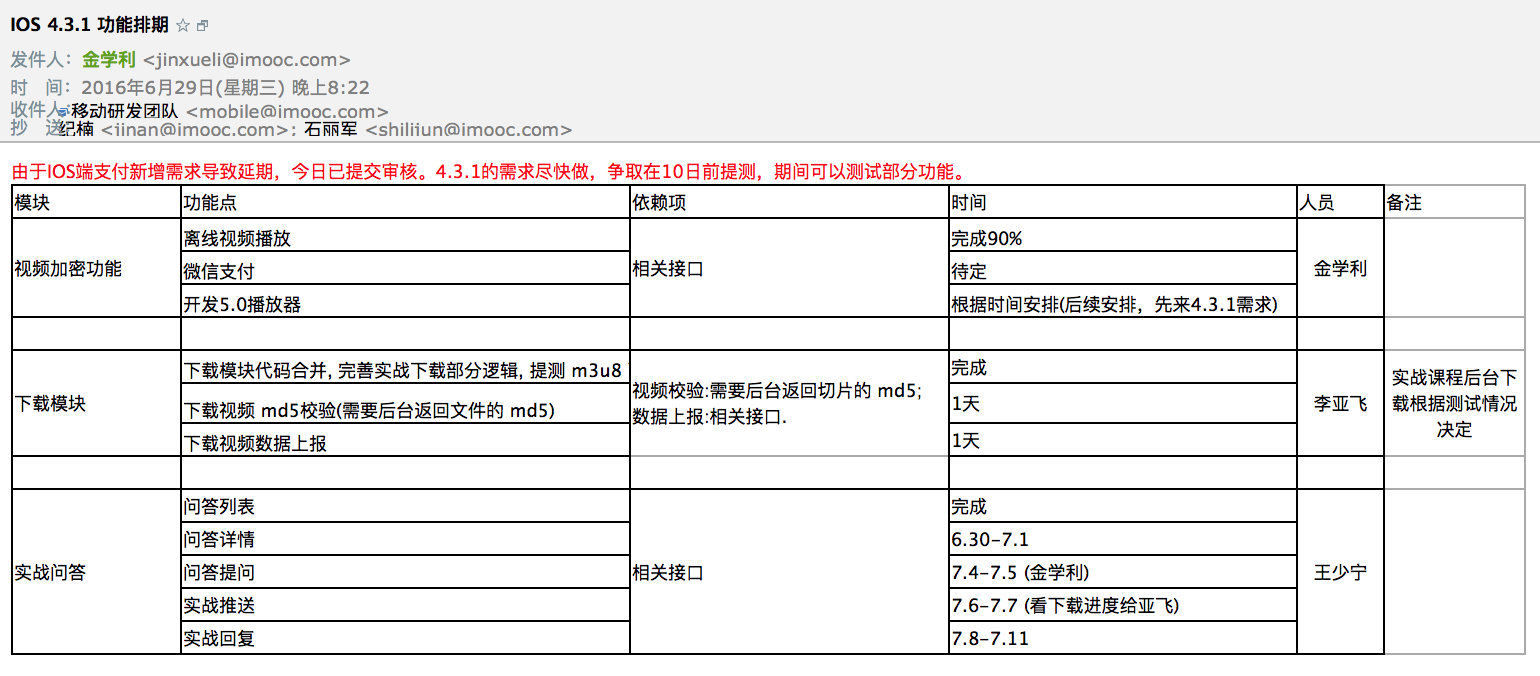 IOS 4.3.1 功能排期
发件人：金学利 <jinxueli@imooc.com>
时 间：2016年6月29日(星期三) 晚上8:22
收件人：移动研发团队 <mobile@imooc.com>
抄 送：纪楠 <jinan@imooc.com>; 石丽军 <shilijun@imooc.com>
由于IOS端支付新增需求导致延期，今日已提交审核。4.3.1的需求尽快做，争取在10日前提测，期间可以测试部分功能。
模块 功能点 依赖项 时间 人员 备注
视频加密功能
离线视频播放
微信支付
开发5.0播放器
相关接口
完成90%
待定
根据时间安排(后续安排，先来4.3.1需求)
金学利
下载模块
下载模块代码合并, 完善实战下载部分逻辑, 提测 m3u8
下载视频 md5校验(需要后台返回文件的 md5)
下载视频数据上报
视频校验:需要后台返回切片的 md5;
数据上报:相关接口.
完成
1天
1天
李亚飞
实战课程后台下
载根据测试情况
决定
实战问答
问答列表
问答详情
问答提问
实战推送
实战回复
相关接口
完成
6.30-7.1
7.4-7.5 (金学利)
7.6-7.7 (看下载进度给亚飞)
7.8-7.11
王少宁